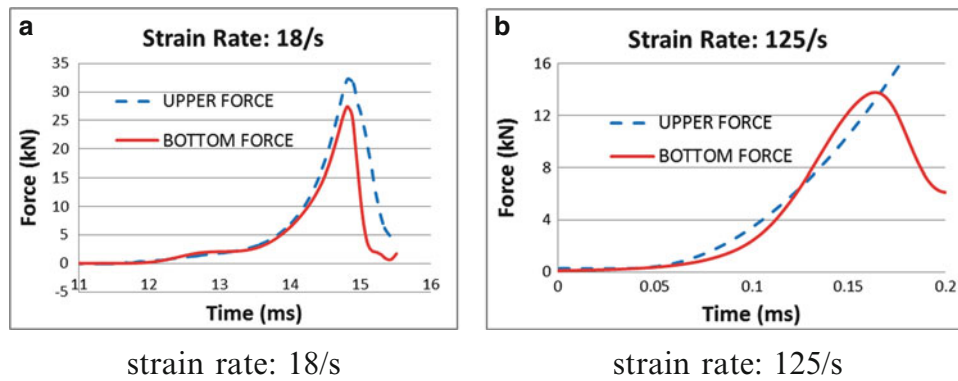 a
Strain Rate: 18/s
35
30
25
20
15
10
5
0
-5
Force (kN)
UPPER FORCE
BOTTOM FORCE
11 12 13 14 15 16
Time (ms)
strain rate: 18/s
b
Strain Rate: 125/s
16
12
8
4
0
Force (kN)
UPPER FORCE
BOTTOM FORCE
0 0.05 0.1 0.15 0.2
Time (ms)
strain rate: 125/s